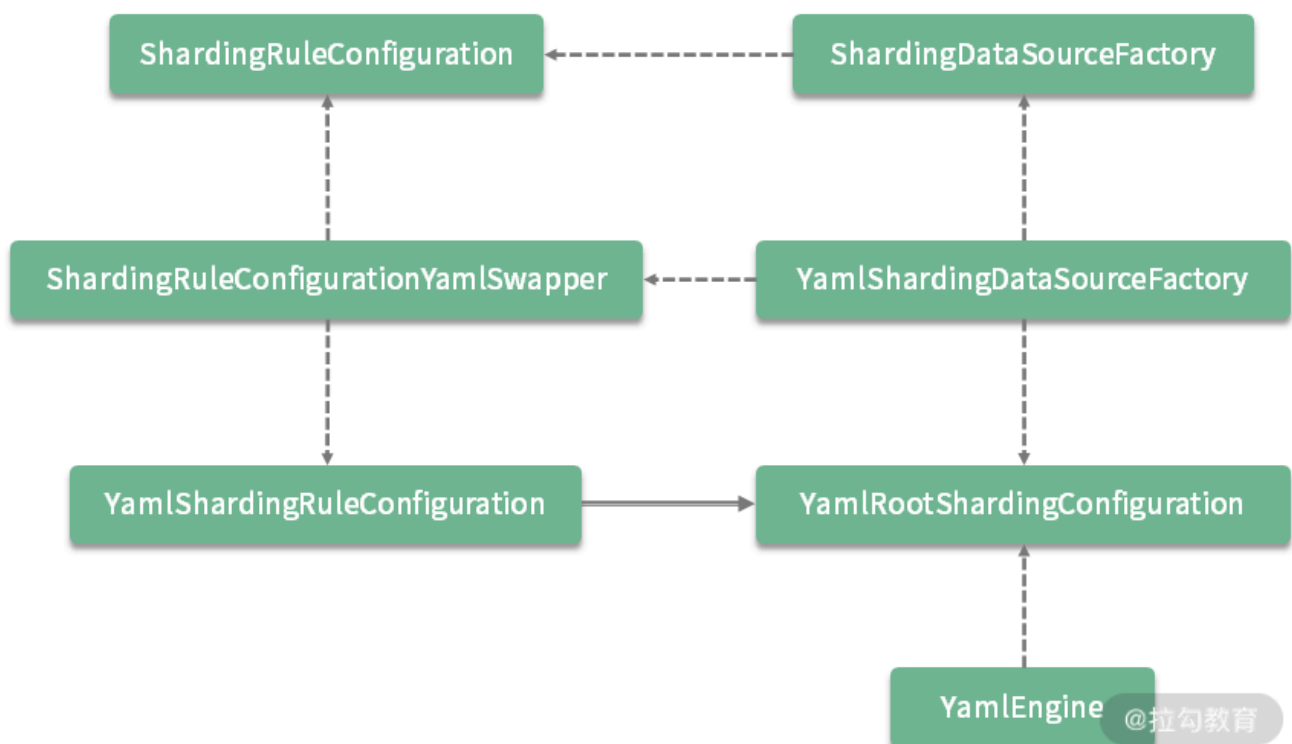 ShardingRuleConfiguration
ShardingDataSourceFactory
ShardingRuleConfigurationYamlSwapper
YamlShardingDataSourceFactory
YamlShardingRuleConfiguration
YamlRootShardingConfiguration
YamlEngine
@拉勾教育